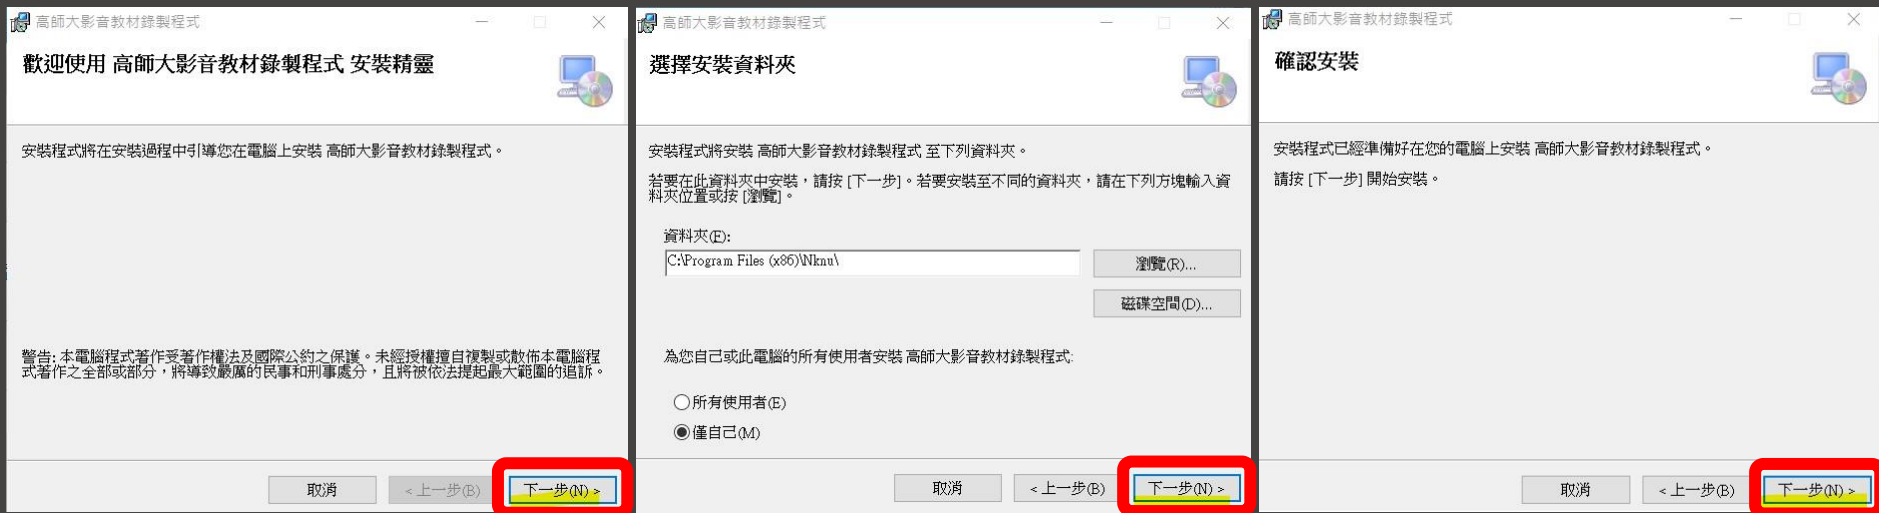 高師大影音教材錄製程式
歡迎使用 高師大影音教材錄製程式 安裝精靈
安裝程式將在安裝過程中引導您在電腦上安裝 高師大影音教材錄製程式。
警告: 本電腦程式著作受著作權法及國際公約之保護。未經授權擅自複製或散佈本電腦程
式著作之全部或部分，將導致嚴厲的民事和刑事處分，且將被依法提起最大範圍的追訴。
取消
< 上一步(B)
下一步(N) >
高師大影音教材錄製程式
選擇安裝資料夾
安裝程式將安裝 高師大影音教材錄製程式 至下列資料夾。
若要在此資料夾中安裝，請按 [下一步]。若要安裝至不同的資料夾，請在下列方塊輸入資
料夾位置或按 [瀏覽]。
資料夾(F):
C:\Program Files (x86)\Nknu\
瀏覽(R)...
磁碟空間(D)...
為您自己或此電腦的所有使用者安裝 高師大影音教材錄製程式:
所有使用者(E)
僅自己(M)
取消
< 上一步(B)
下一步(N) >
高師大影音教材錄製程式
確認安裝
安裝程式已經準備好在您的電腦上安裝 高師大影音教材錄製程式。
請按 [下一步] 開始安裝。
取消
< 上一步(B)
下一步(N) >